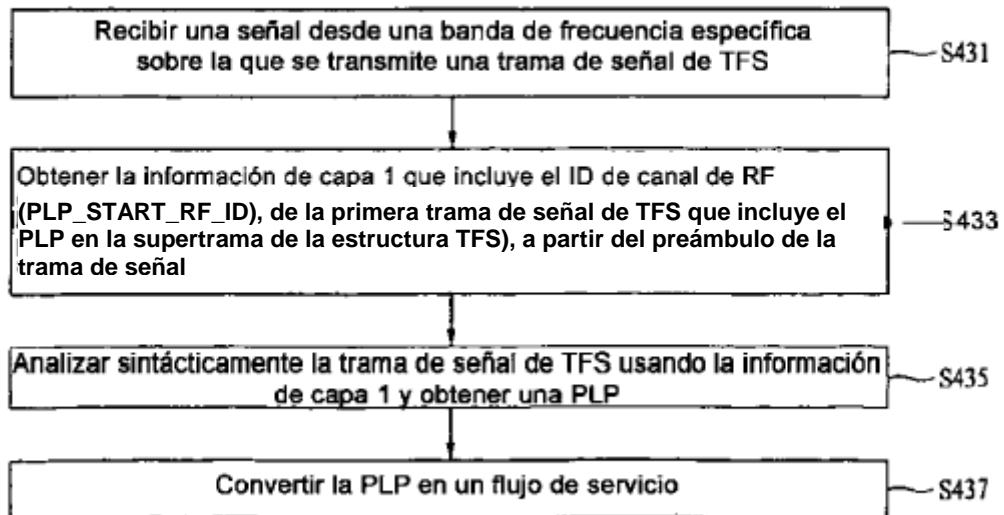 Recibir una señal desde una banda de frecuencia específica
sobre la que se transmite una trama de señal de TFS
S431
Obtener la información de capa 1 que incluye el ID de canal de RF
(PLP_START_RF_ID), de la primera trama de señal de TFS que incluye el
PLP en la supertrama de la estructura TFS), a partir del preámbulo de la
trama de señal
S433
Analizar sintácticamente la trama de señal de TFS usando la información
de capa 1 y obtener una PLP
S435
Convertir la PLP en un flujo de servicio
S437